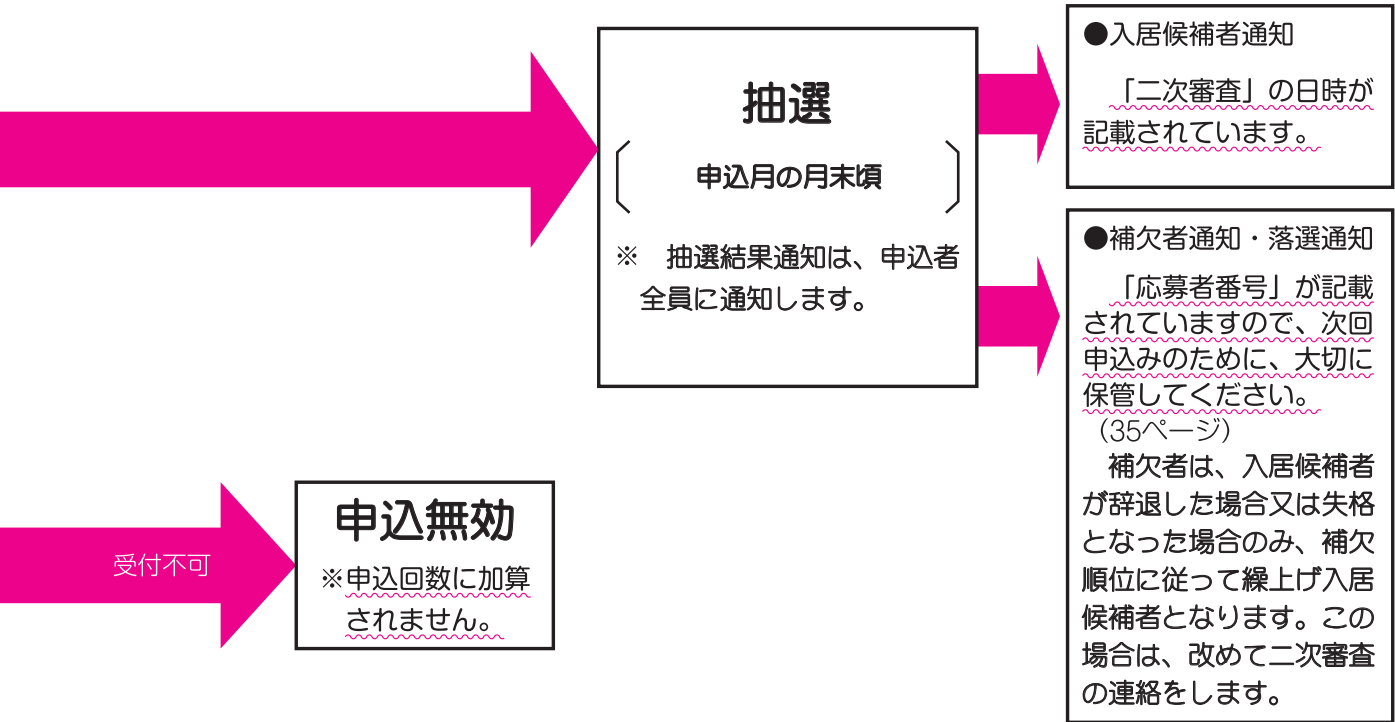 抽選
申込月の月末頃
※ 抽選結果通知は、申込者
全員に通知します。
●入居候補者通知
「二次審査」の日時が
記載されています。
●補欠者通知・落選通知
「応募者番号」が記載
されていますので、次回
申込みのために、大切に
保管してください。
（35ページ）
補欠者は、入居候補者
が辞退した場合又は失格
となった場合のみ、補欠
順位に従って繰上げ入居
候補者となります。この
場合は、改めて二次審査
の連絡をします。
受付不可
申込無効
※申込回数に加算
されません。